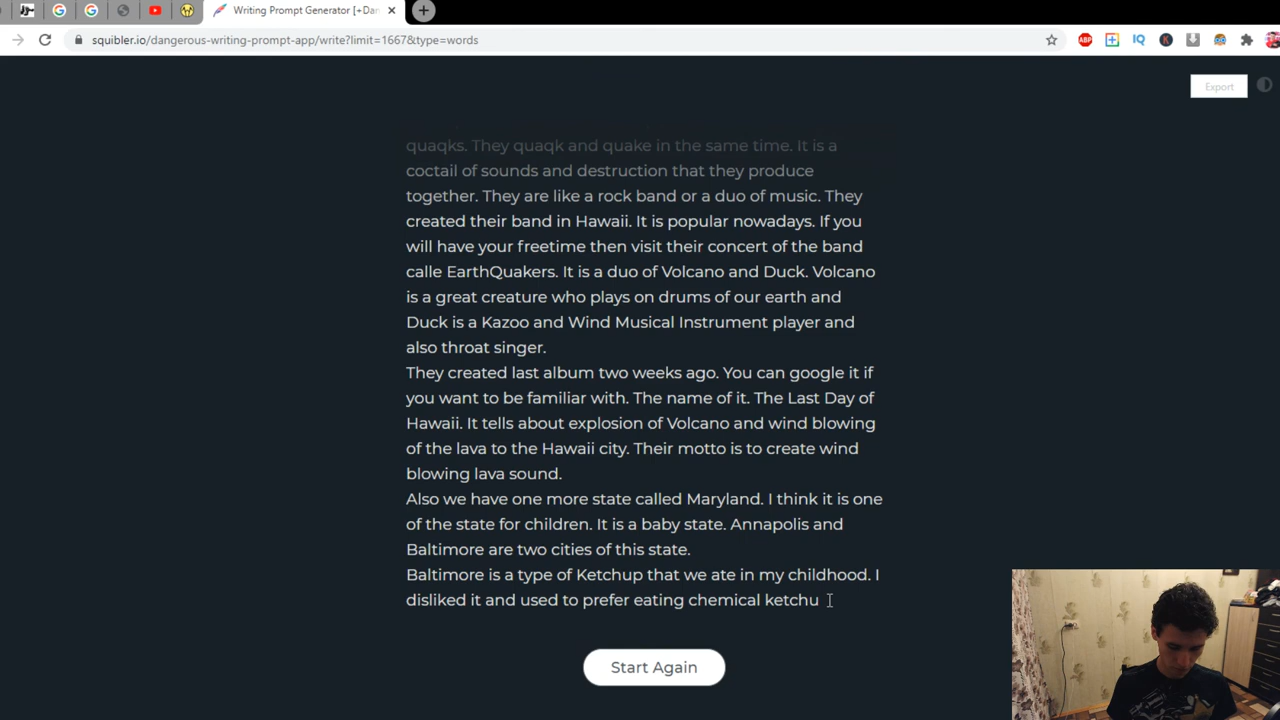 Writing Prompt Generator [+Dan
squibler.io/dangerous-writing-prompt-app/write?limit=1667&type=words
ABP
IQ
K
Export
quaqks. They quaqk and quake in the same time. It is a
coctail of sounds and destruction that they produce
together. They are like a rock band or a duo of music. They
created their band in Hawaii. It is popular nowadays. If you
will have your freetime then visit their concert of the band
calle EarthQuakers. It is a duo of Volcano and Duck. Volcano
is a great creature who plays on drums of our earth and
Duck is a Kazoo and Wind Musical Instrument player and
also throat singer.
They created last album two weeks ago. You can google it if
you want to be familiar with. The name of it. The Last Day of
Hawaii. It tells about explosion of Volcano and wind blowing
of the lava to the Hawaii city. Their motto is to create wind
blowing lava sound.
Also we have one more state called Maryland. I think it is one
of the state for children. It is a baby state. Annapolis and
Baltimore are two cities of this state.
Baltimore is a type of Ketchup that we ate in my childhood. I
disliked it and used to prefer eating chemical ketchu
Start Again